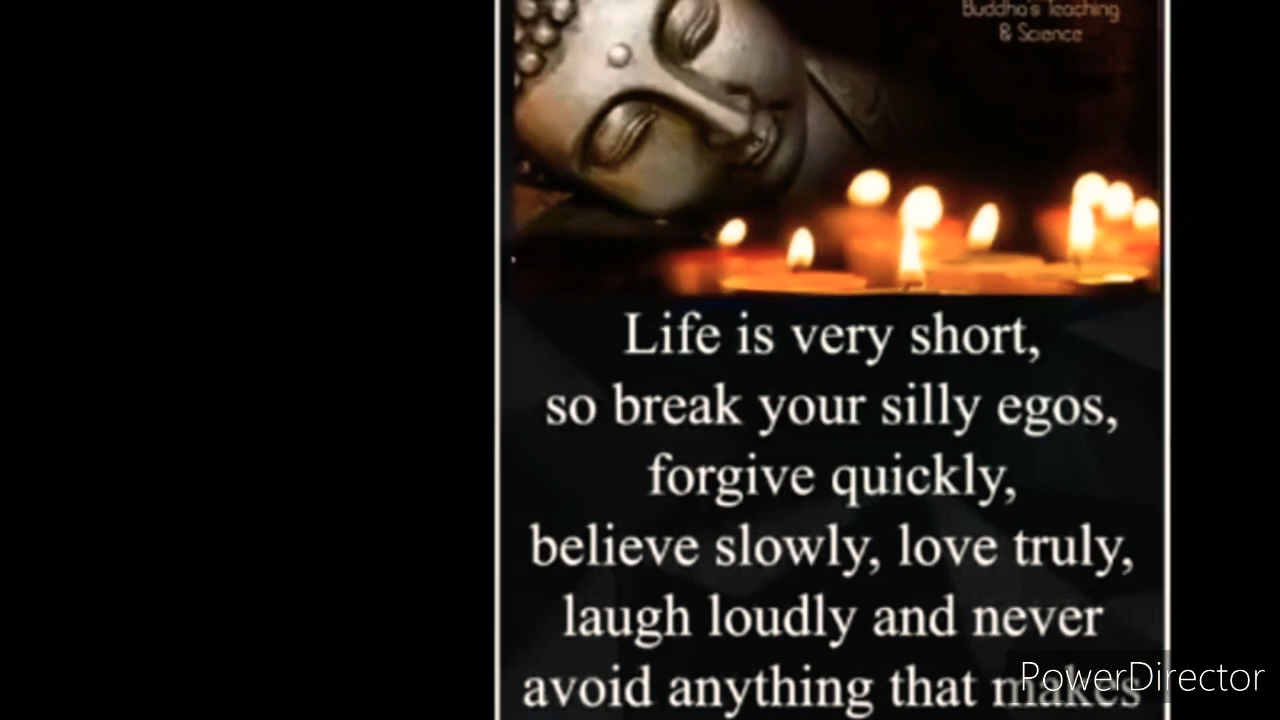 Buddha's Teaching
& Science
Life is very short,
so break your silly egos,
forgive quickly,
believe slowly, love truly,
laugh loudly and never
avoid anything that makes
PowerDirector